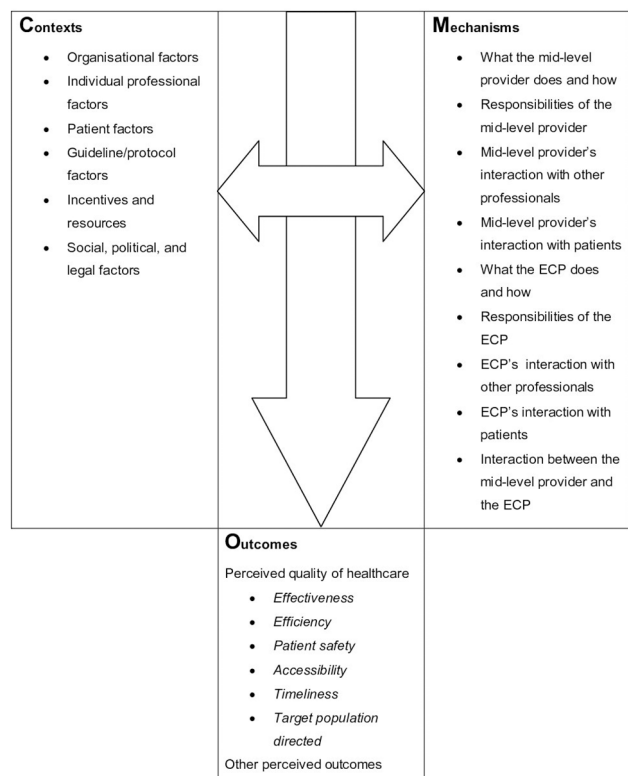 Contexts
• Organisational factors
• Individual professional
factors
• Patient factors
• Guideline/protocol
factors
• Incentives and
resources
• Social, political, and
legal factors
Mechanisms
• What the mid-level
provider does and how
• Responsibilities of the
mid-level provider
• Mid-level provider's
interaction with other
professionals
• Mid-level provider's
interaction with patients
• What the ECP does
and how
• Responsibilities of the
ECP
• ECP's interaction with
other professionals
• ECP's interaction with
patients
• Interaction between the
mid-level provider and
the ECP
Outcomes
Perceived quality of healthcare
• Effectiveness
• Efficiency
• Patient safety
• Accessibility
• Timeliness
• Target population
directed
Other perceived outcomes